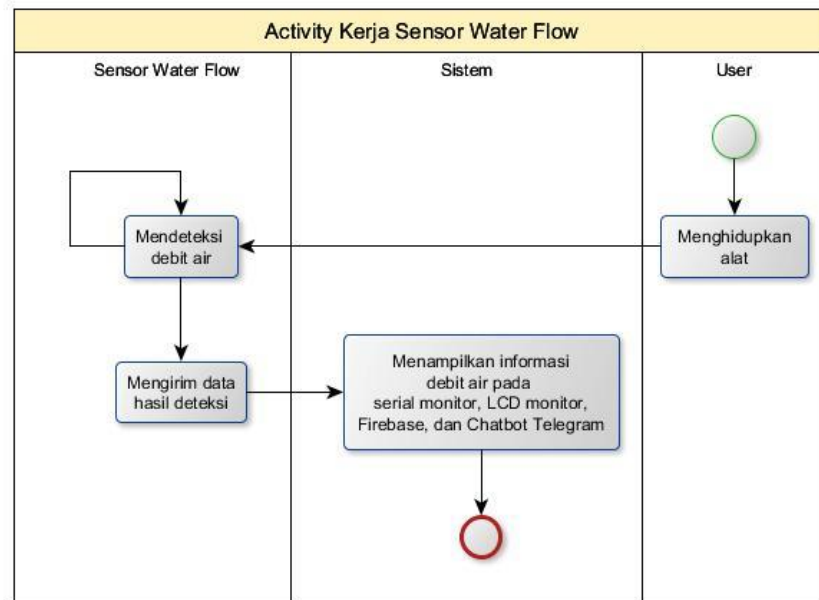 Activity Kerja Sensor Water Flow
Sensor Water Flow
Sistem
User
Mendeteksi
debit air
Menghidupkan
alat
Mengirim data
hasil deteksi
Menampilkan informasi
debit air pada
serial monitor, LCD monitor,
Firebase, dan Chatbot Telegram